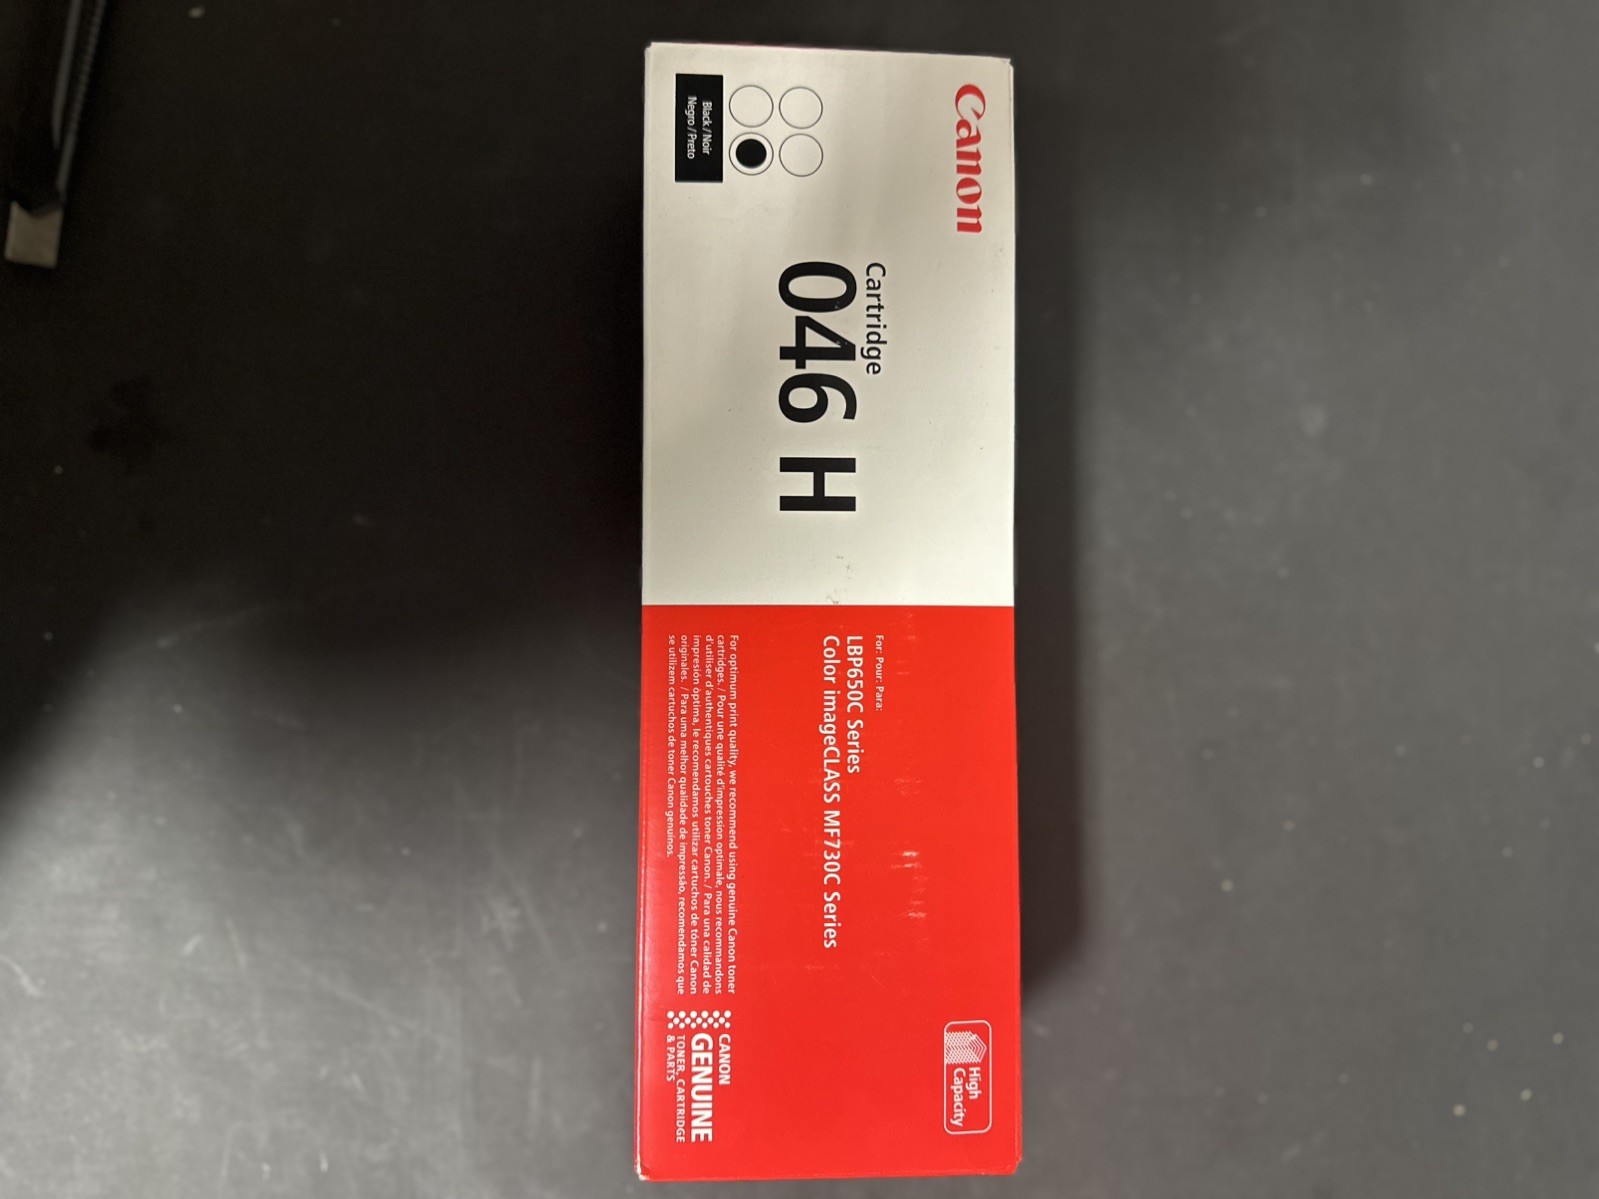 Canon
Cartridge
046 H
Black / Noir
Negro / Preto
For: Pour: Para:
LBP650C Series
Color imageCLASS MF730C Series
For optimum print quality, we recommend using genuine Canon toner
cartridges. / Pour une qualité d'impression optimale, nous recommandons
d'utiliser d'authentiques cartouches toner Canon. / Para una calidad de
impresión óptima, le recomendamos utilizar cartuchos de tóner Canon
originales. / Para uma melhor qualidade de impressão, recomendamos que
se utilizem cartuchos de toner Canon genuínos.
High
Capacity
CANON
GENUINE
TONER, CARTRIDGE
& PARTS